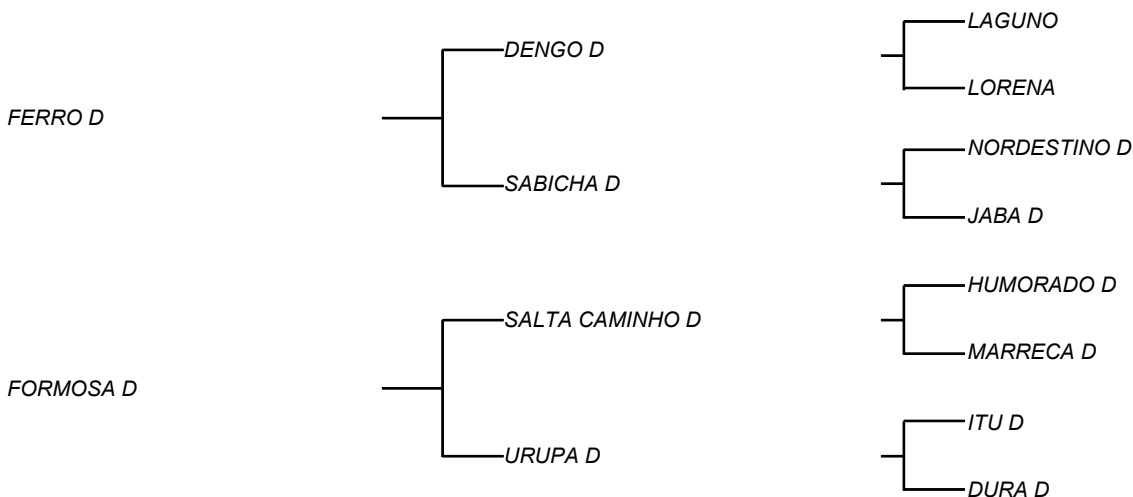 LAGUNO
DENGO D
LORENA
FERRO D
NORDESTINO D
SABICHA D
JABA D
HUMORADO D
SALTA CAMINHO D
MARRECA D
FORMOSA D
ITU D
URUPA D
DURA D